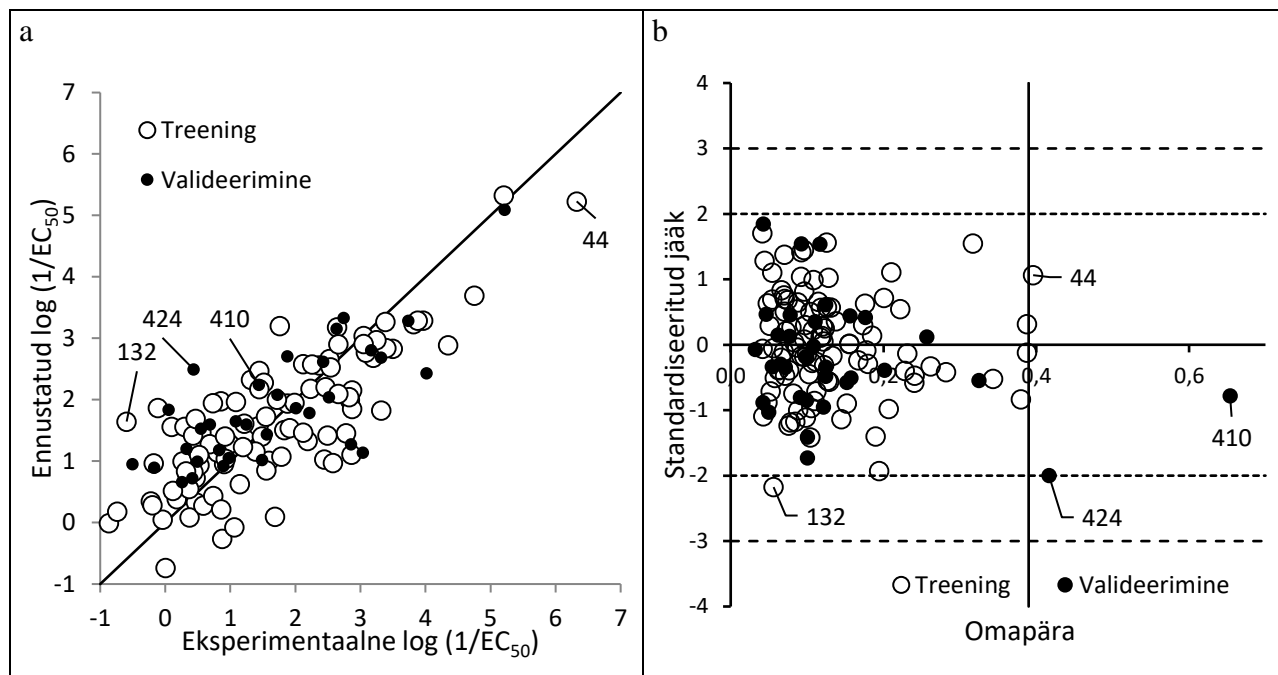 a
7
6
5
4
3
2
1
0
-1
-1 0 1 2 3 4 5 6 7
Ennustatud log (1/EC50)
Eksperimentaalne log (1/EC50)
Treening
Valideerimine
44
424
410
132
b
4
3
2
1
0
-1
-2
-3
-4
0,0 0,2 0,4 0,6
Standardiseeritud jääk
Omapära
44
410
424
132
Treening
Valideerimine